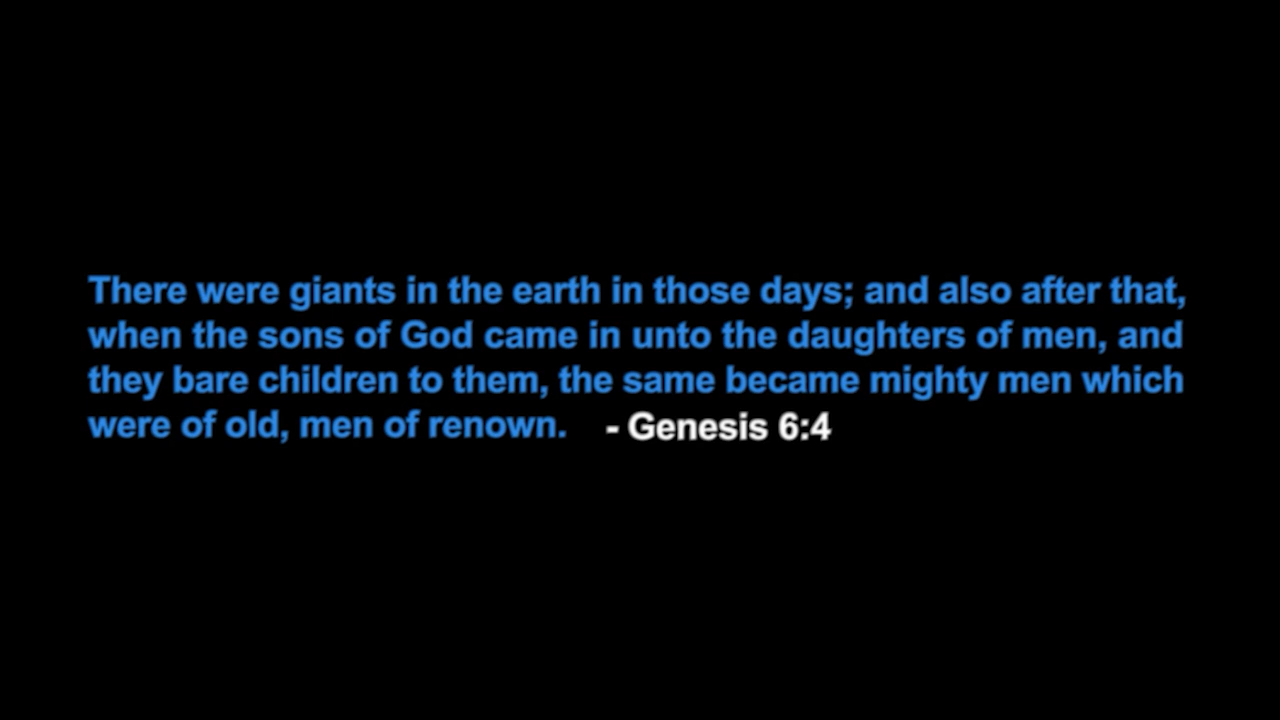 There were giants in the earth in those days; and also after that,
when the sons of God came in unto the daughters of men, and
they bare children to them, the same became mighty men which
were of old, men of renown. - Genesis 6:4